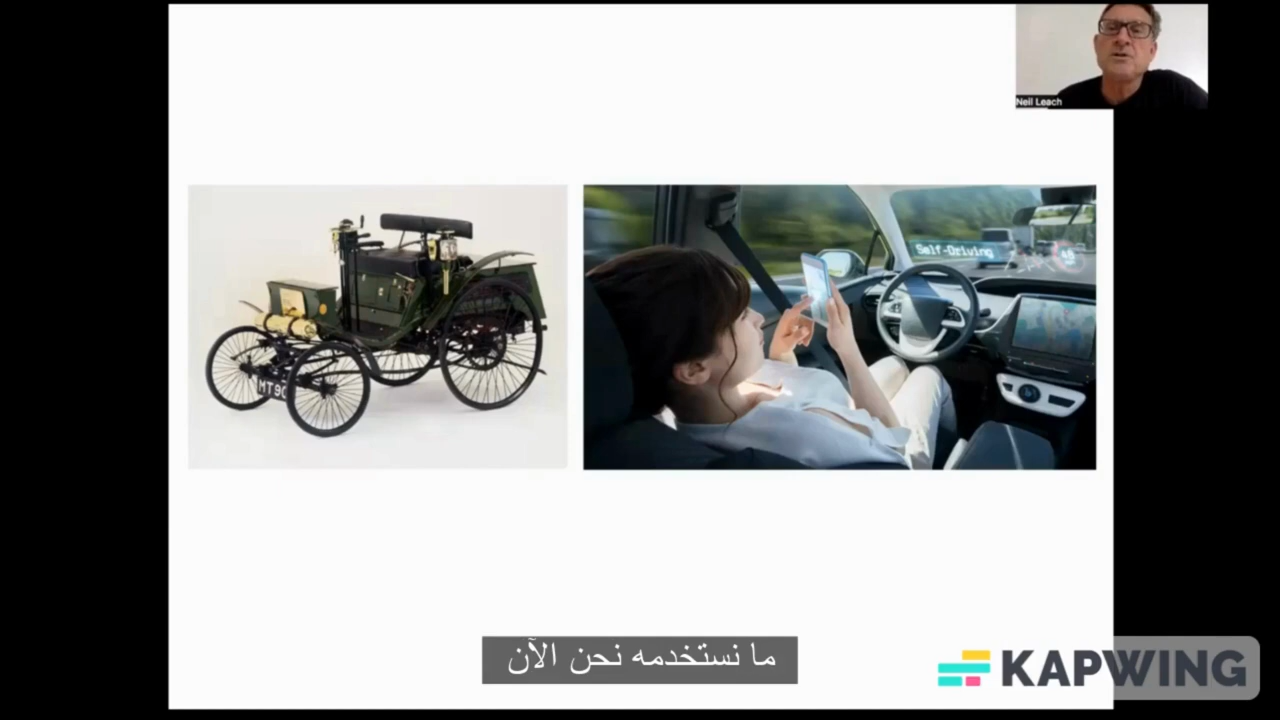 Neil Leach
Self-Driving
MT90
ما نستخدمه نحن الآن
KAPWING